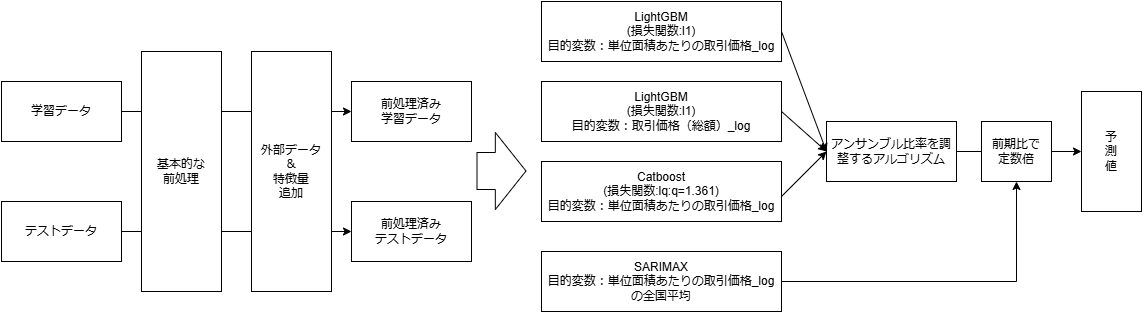 学習データ
テストデータ
基本的な
前処理
外部データ
&
特徴量
追加
前処理済み
学習データ
前処理済み
テストデータ
LightGBM
(損失関数:l1)
目的変数：単位面積あたりの取引価格_log
LightGBM
(損失関数:l1)
目的変数：取引価格（総額）_log
Catboost
(損失関数:lq:q=1.361)
目的変数：単位面積あたりの取引価格_log
SARIMAX
目的変数：単位面積あたりの取引価格_log
の全国平均
アンサンブル比率を調
整するアルゴリズム
前期比で
定数倍
予
測
値